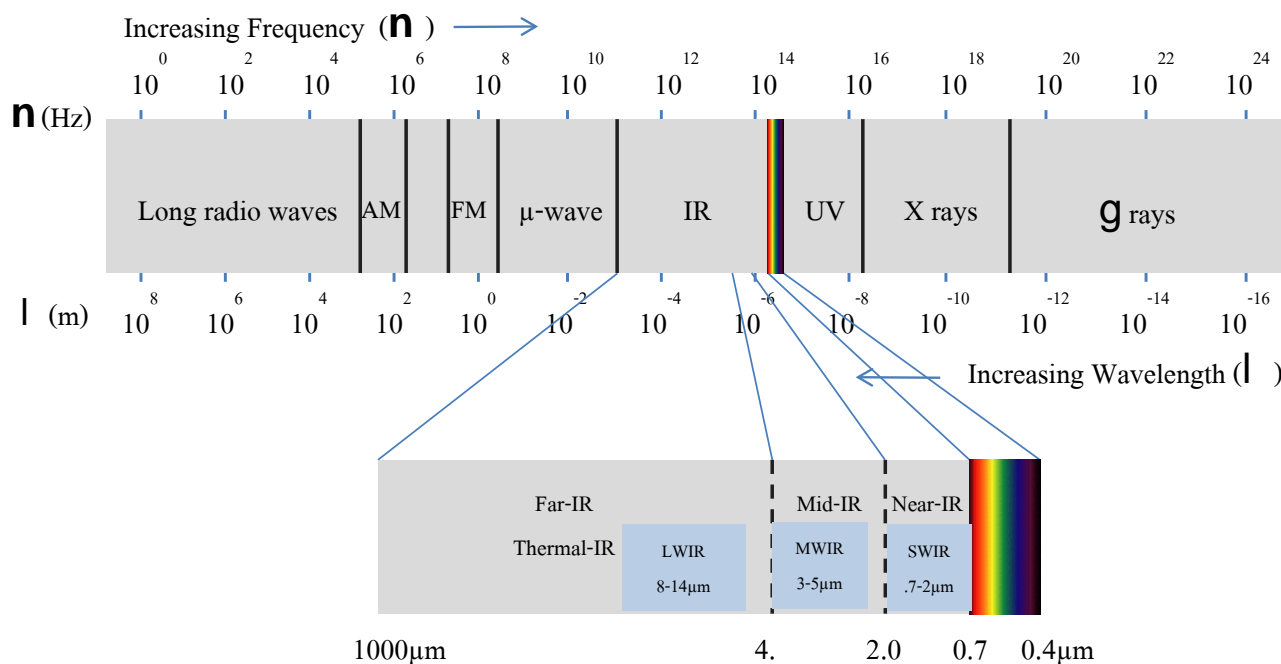 Increasing Frequency (n )
10^0 10^2 10^4 10^6 10^8 10^10 10^12 10^14 10^16 10^18 10^20 10^22 10^24
n (Hz)
Long radio waves AM FM µ-wave IR UV X rays g rays
l (m) 10^8 10^6 10^4 10^2 10^0 10^-2 10^-4 10^-6 10^-8 10^-10 10^-12 10^-14 10^-16
Increasing Wavelength (l )
Far-IR Mid-IR Near-IR
Thermal-IR LWIR MWIR SWIR
8-14µm 3-5µm .7-2µm
1000µm 4. 2.0 0.7 0.4µm